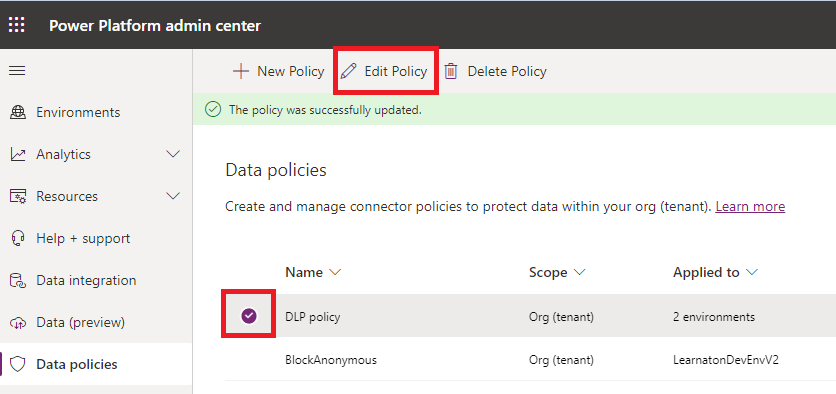 Power Platform admin center
New Policy Edit Policy Delete Policy
The policy was successfully updated.
Environments
Analytics
Resources
Help + support
Data integration
Data (preview)
Data policies
Data policies
Create and manage connector policies to protect data within your org (tenant). Learn more
Name Scope Applied to
DLP policy Org (tenant) 2 environments
BlockAnonymous Org (tenant) LearnatonDevEnvV2